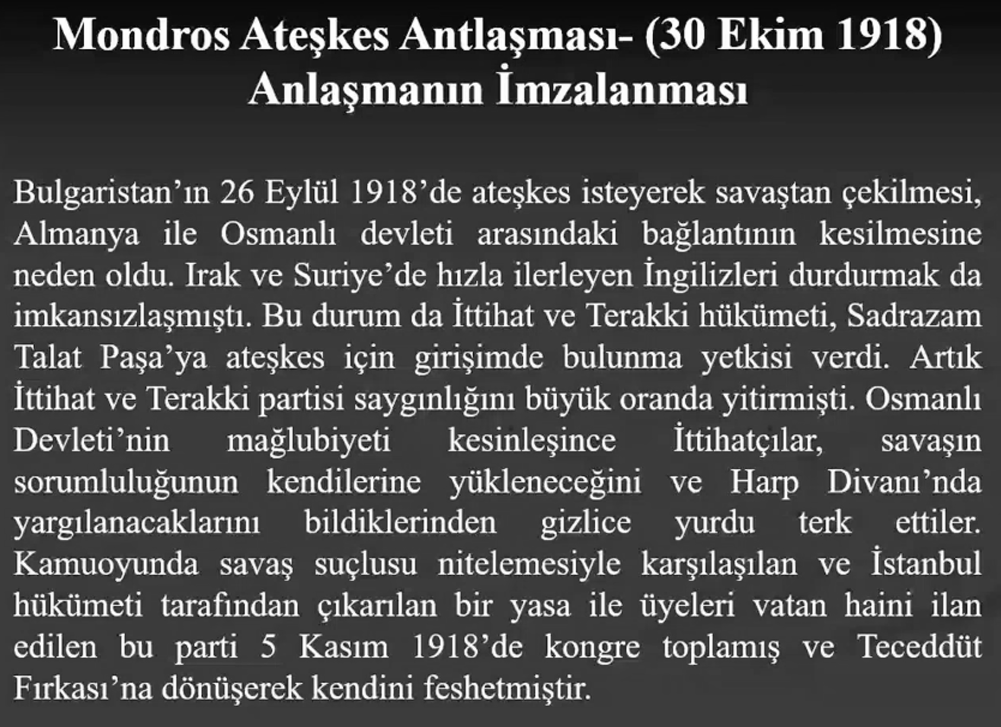 Mondros Ateşkes Antlaşması- (30 Ekim 1918)
Anlaşmanın İmzalanması
Bulgaristan’ın 26 Eylül 1918’de ateşkes isteyerek savaştan çekilmesi,
Almanya ile Osmanlı devleti arasındaki bağlantının kesilmesine
neden oldu. Irak ve Suriye’de hızla ilerleyen İngilizleri durdurmak da
imkansızlaşmıştı. Bu durum da İttihat ve Terakki hükümeti, Sadrazam
Talat Paşa’ya ateşkes için girişimde bulunma yetkisi verdi. Artık
İttihat ve Terakki partisi saygınlığını büyük oranda yitirmişti. Osmanlı
Devleti’nin mağlubiyeti kesinleşince İttihatçılar, savaşın
sorumluluğunun kendilerine yükleneceğini ve Harp Divanı’nda
yargılanacaklarını bildiklerinden gizlice yurdu terk ettiler.
Kamuoyunda savaş suçlusu nitelemesiyle karşılaşılan ve İstanbul
hükümeti tarafından çıkarılan bir yasa ile üyeleri vatan haini ilan
edilen bu parti 5 Kasım 1918’de kongre toplamış ve Teceddüt
Fırkası’na dönüşerek kendini feshetmiştir.